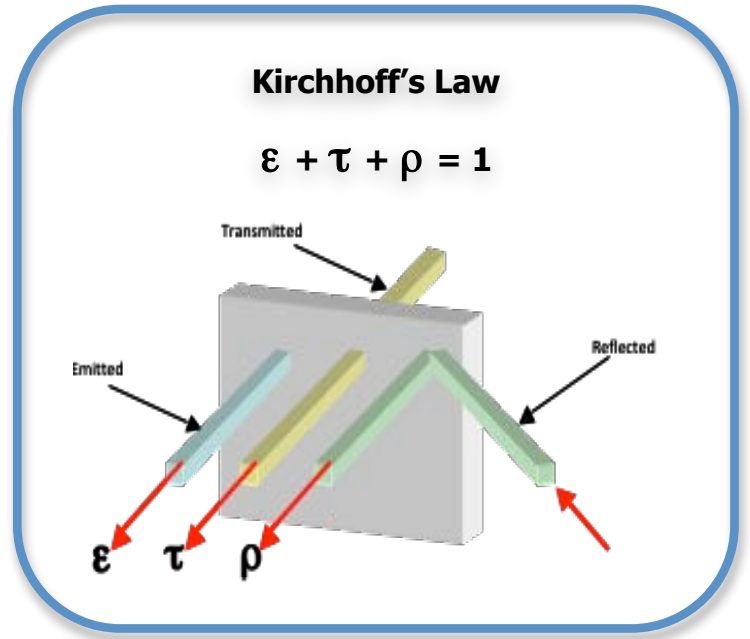 Kirchhoff’s Law
ε + τ + ρ = 1
Transmitted
Reflected
Emitted
ε τ ρ